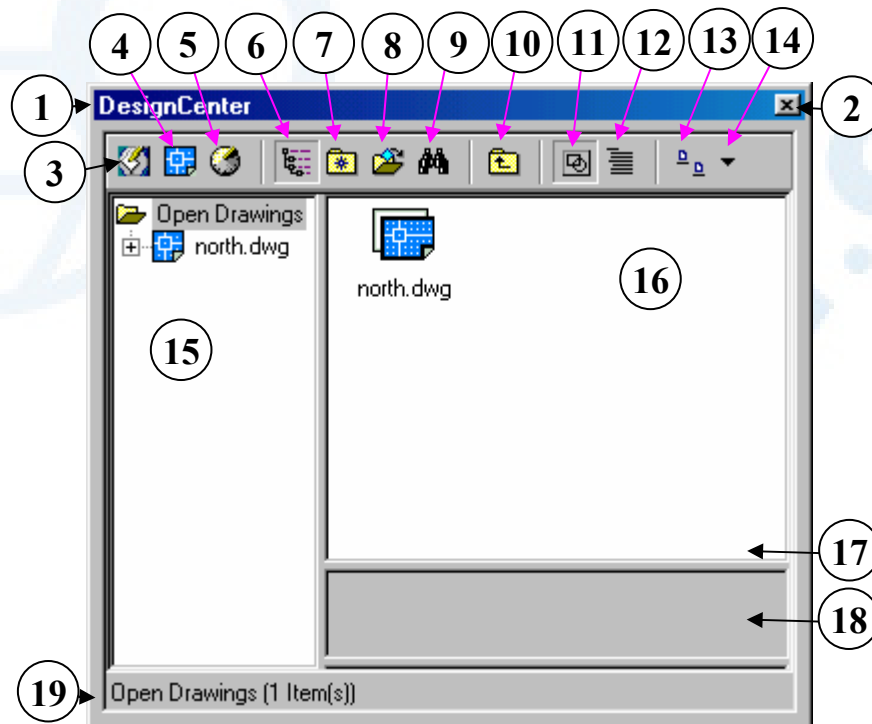 4 5 6 7 8 9 10 11 12 13 14
1 DesignCenter 2
3
Open Drawings
north.dwg
north.dwg
16
15
17
18
19 Open Drawings (1 Item(s))